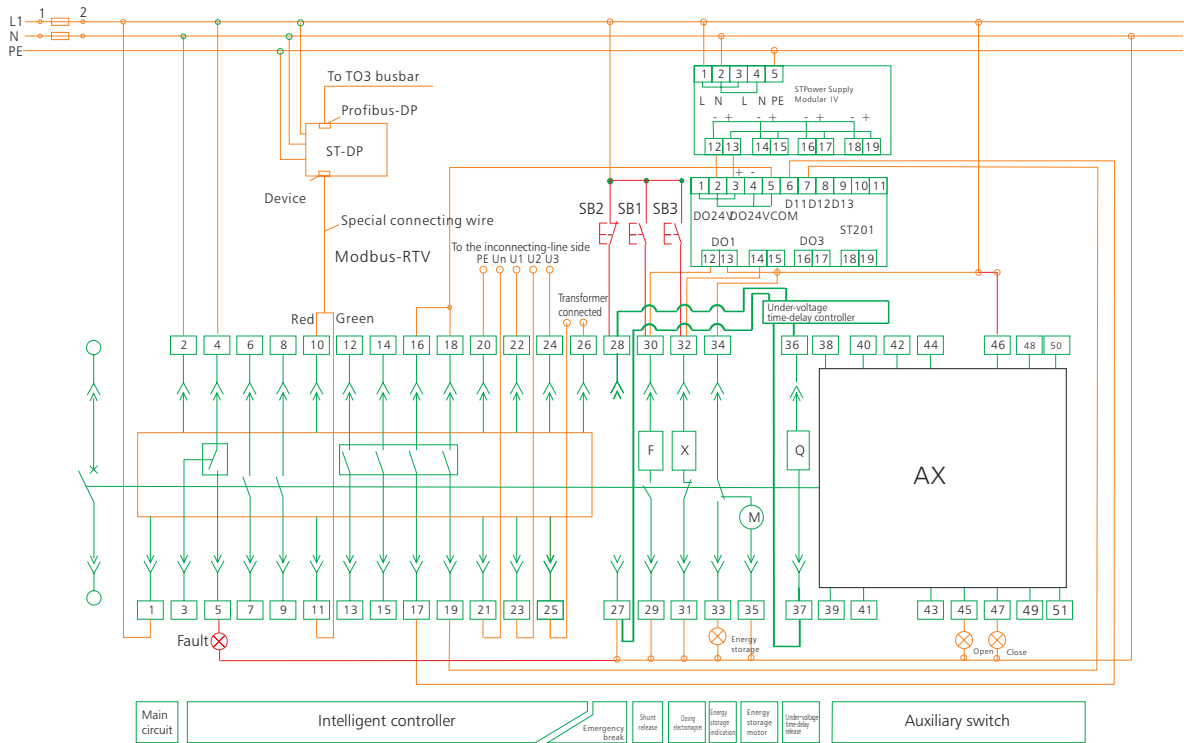 L1 1 2
N
PE
To TO3 busbar
Profibus-DP
ST-DP
Device
Special connecting wire
Modbus-RTV
Red Green
1 2 3 4 5
L N L N PE
STPower Supply
Modular IV
- + - + - + - +
12 13 14 15 16 17 18 19
+ -
1 2 3 4 5 6 7 8 9 10 11
DO24V DO24VCOM D11D12D13
ST201
DO1 DO3
12 13 14 15 16 17 18 19
SB2 SB1 SB3
To the inconnecting-line side
PE Un U1 U2 U3
Transformer
connected
Under-voltage
time-delay controller
2 4 6 8 10 12 14 16 18 20 22 24 26 28 30 32 34 36 38 40 42 44 46 48 50
F X Q
M
AX
1 3 5 7 9 11 13 15 17 19 21 23 25 27 29 31 33 35 37 39 41 43 45 47 49 51
Fault
Energy
storage
Open Close
Main
circuit
Intelligent controller
Emergency
break
Shunt
release
Closing
electromagnet
Energy
storage
indication
Energy
storage
motor
Under-voltage
time-delay
release
Auxiliary switch